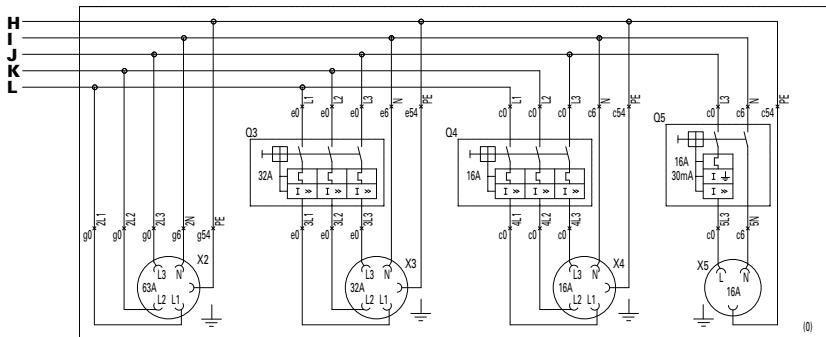 H
I
J
K
L
e0 L1
e0 L2
e0 L3
e6 N
e54 PE
c0 L1
c0 L2
c0 L3
c6 N
c54 PE
c0 L3
c6 N
c54 PE
Q3
Q4
Q5
32A
16A
16A
30mA
I >> I >> I >>
I >> I >> I >>
I
I >>
g0 2L1
g0 2L2
g0 2L3
g6 2N
g54 PE
e0 3L1
e0 3L2
e0 3L3
c0 4L1
c0 4L2
c0 4L3
c0 5L3
c6 5N
X2
X3
X4
X5
L3 N
63A
L2 L1
L3 N
32A
L2 L1
L3 N
16A
L2 L1
L N
16A
(0)